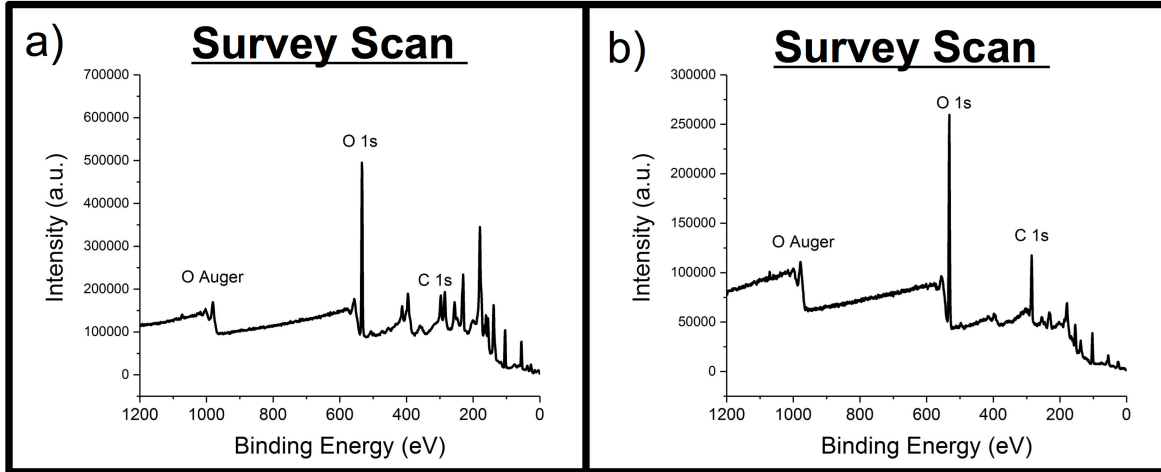 a)
Survey Scan
700000
600000
500000
400000
300000
200000
100000
0
Intensity (a.u.)
O 1s
O Auger
C 1s
1200 1000 800 600 400 200 0
Binding Energy (eV)
b)
Survey Scan
300000
250000
200000
150000
100000
50000
0
Intensity (a.u.)
O 1s
O Auger
C 1s
1200 1000 800 600 400 200 0
Binding Energy (eV)